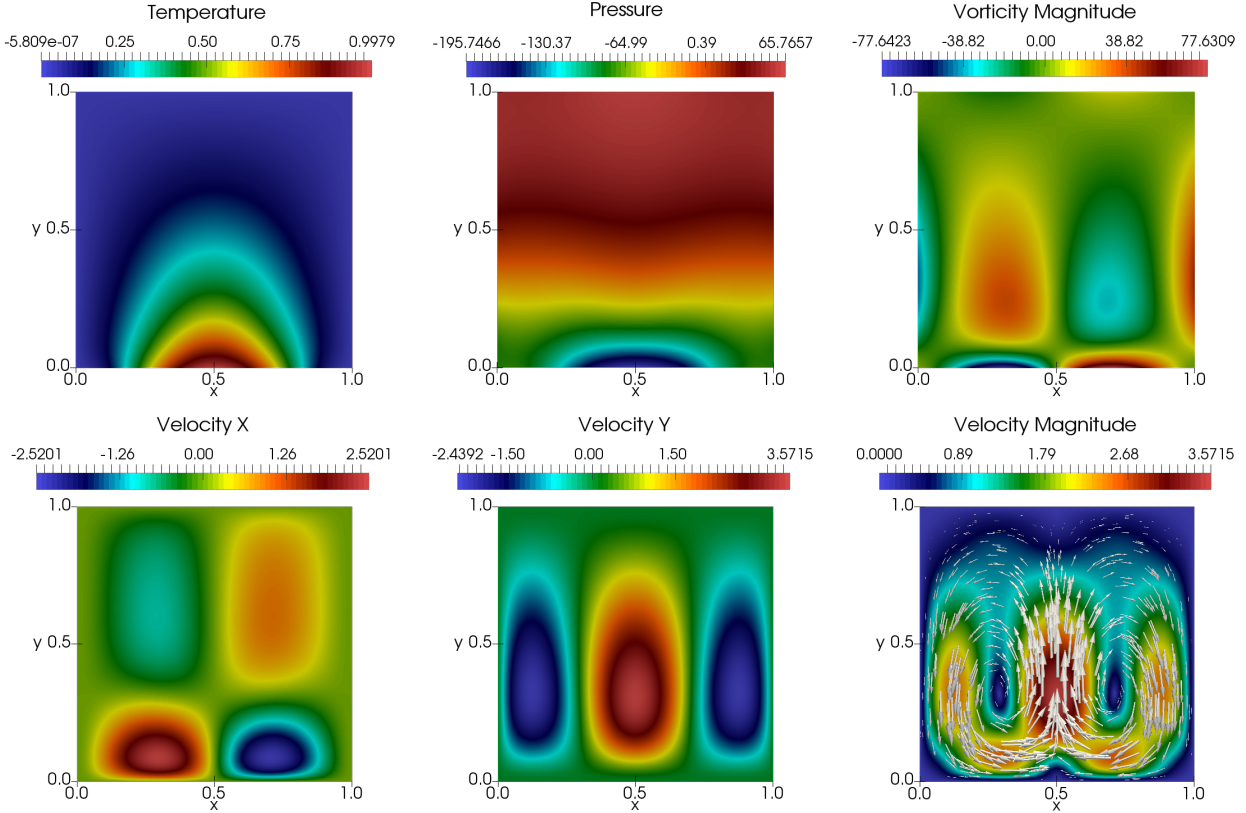 Temperature
-5.809e-07 0.25 0.50 0.75 0.9979
1.0
y 0.5
0.0
0.0 0.5 1.0
x
Pressure
-195.7466 -130.37 -64.99 0.39 65.7657
1.0
y 0.5
0.0
0.0 0.5 1.0
x
Vorticity Magnitude
-77.6423 -38.82 0.00 38.82 77.6309
1.0
y 0.5
0.0
0.0 0.5 1.0
x
Velocity X
-2.5201 -1.26 0.00 1.26 2.5201
1.0
y 0.5
0.0
0.0 0.5 1.0
x
Velocity Y
-2.4392 -1.50 0.00 1.50 3.5715
1.0
y 0.5
0.0
0.0 0.5 1.0
x
Velocity Magnitude
0.0000 0.89 1.79 2.68 3.5715
1.0
y 0.5
0.0
0.0 0.5 1.0
x